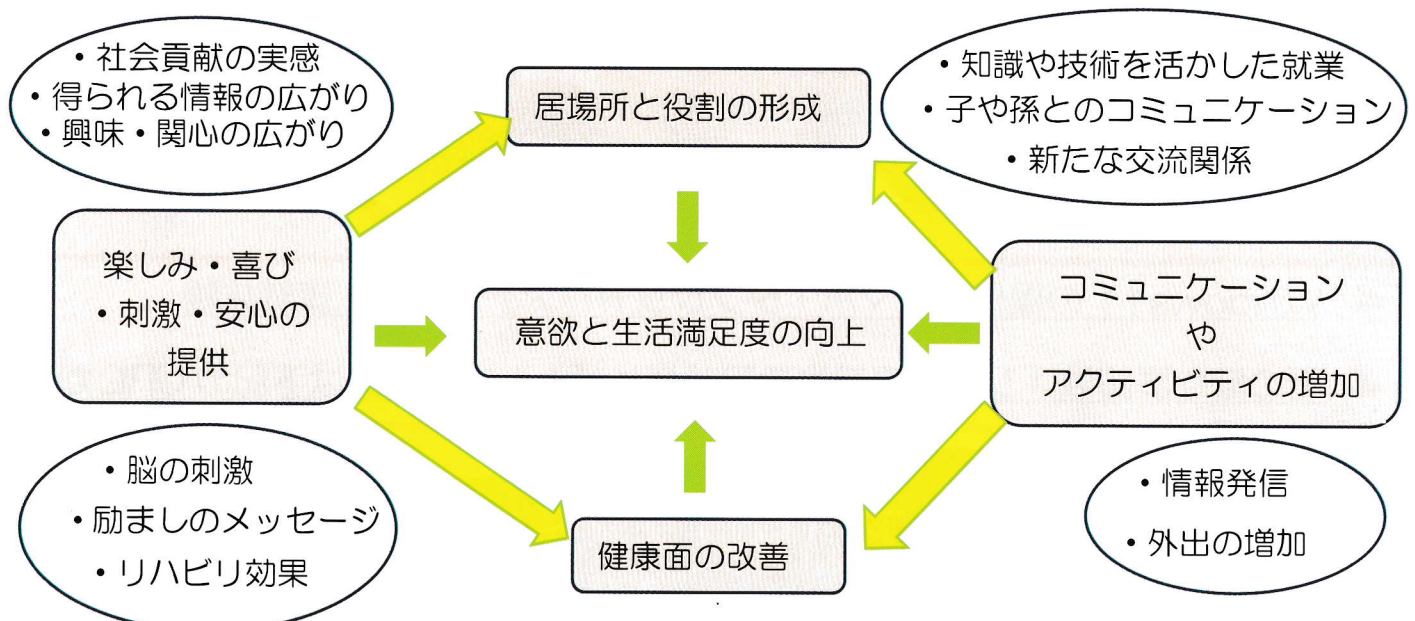 ・社会貢献の実感
・得られる情報の広がり
・興味・関心の広がり
居場所と役割の形成
・知識や技術を活かした就業
・子や孫とのコミュニケーション
・新たな交流関係
楽しみ・喜び
・刺激・安心の
提供
意欲と生活満足度の向上
コミュニケーション
や
アクティビティの増加
・脳の刺激
・励ましのメッセージ
・リハビリ効果
健康面の改善
・情報発信
・外出の増加